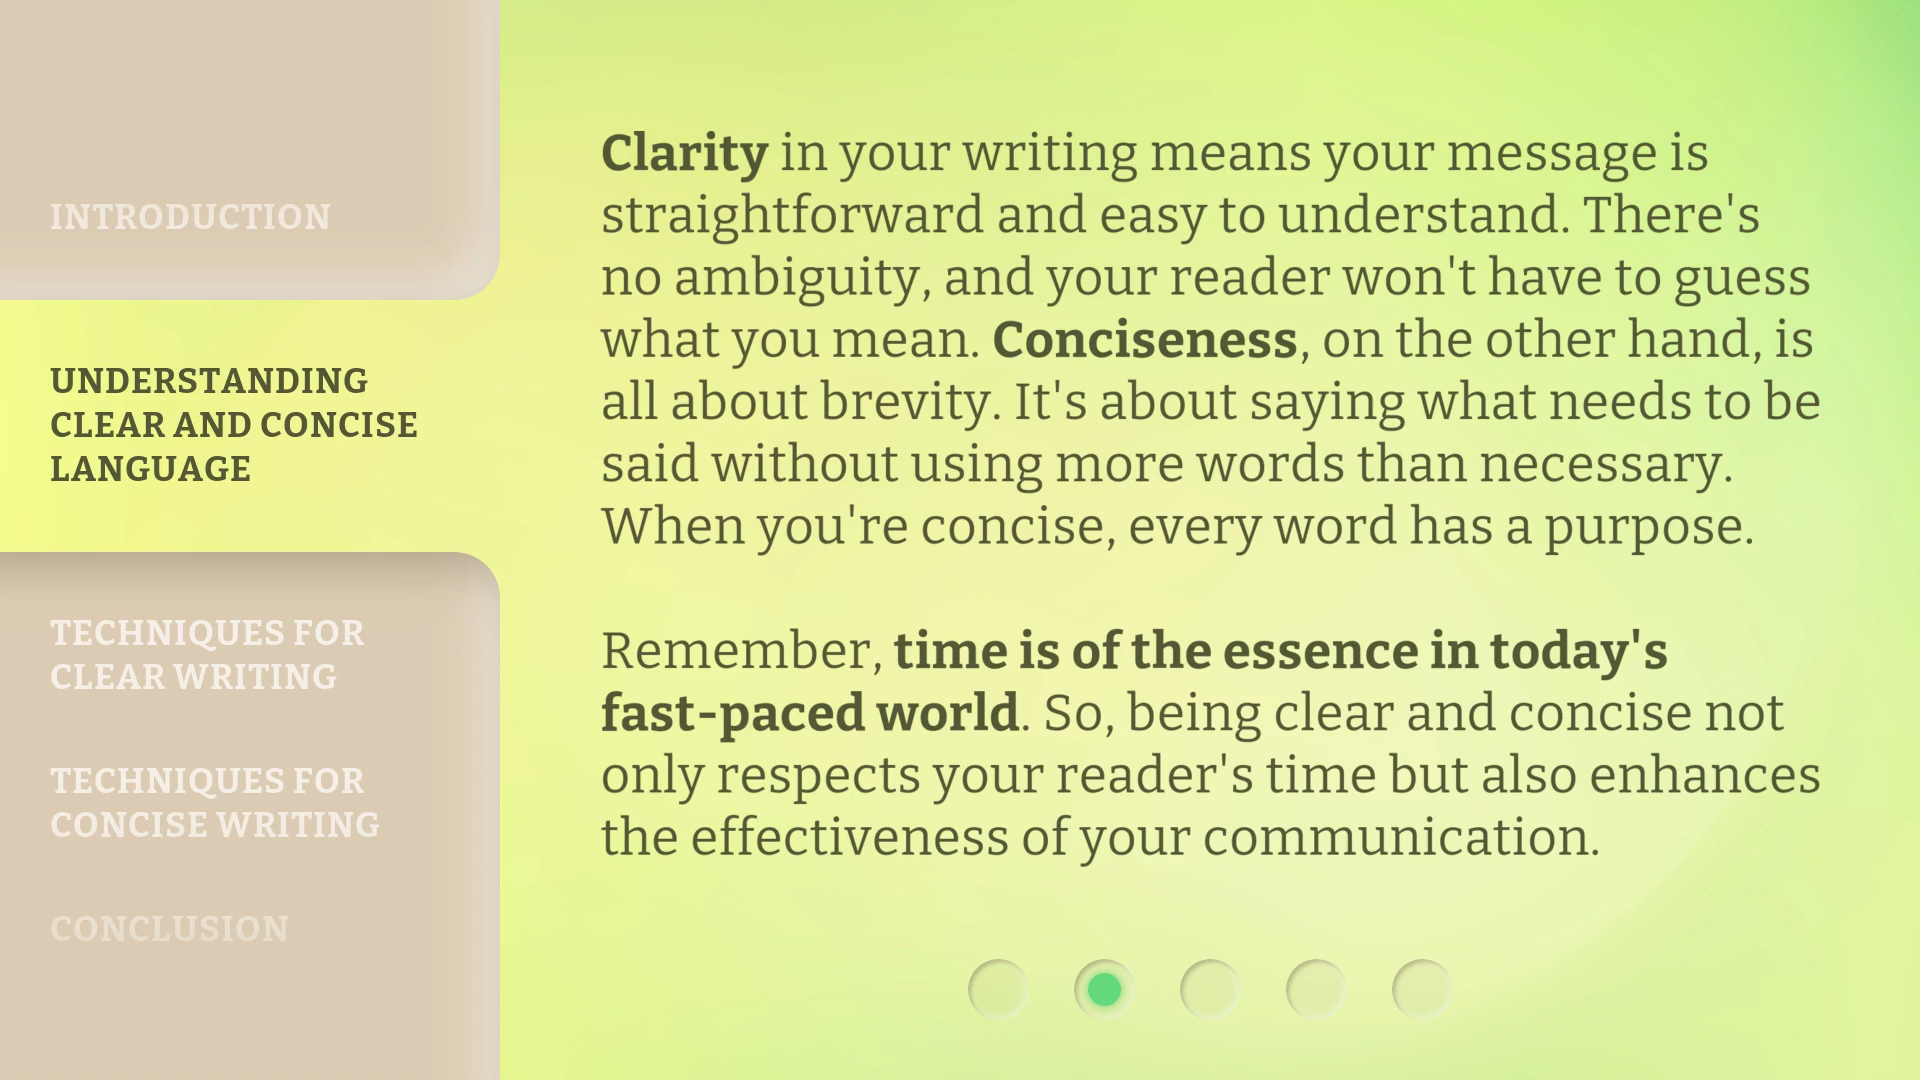 INTRODUCTION
UNDERSTANDING
CLEAR AND CONCISE
LANGUAGE
TECHNIQUES FOR
CLEAR WRITING
TECHNIQUES FOR
CONCISE WRITING
CONCLUSION
Clarity in your writing means your message is
straightforward and easy to understand. There's
no ambiguity, and your reader won't have to guess
what you mean. Conciseness, on the other hand, is
all about brevity. It's about saying what needs to be
said without using more words than necessary.
When you're concise, every word has a purpose.
Remember, time is of the essence in today's
fast-paced world. So, being clear and concise not
only respects your reader's time but also enhances
the effectiveness of your communication.